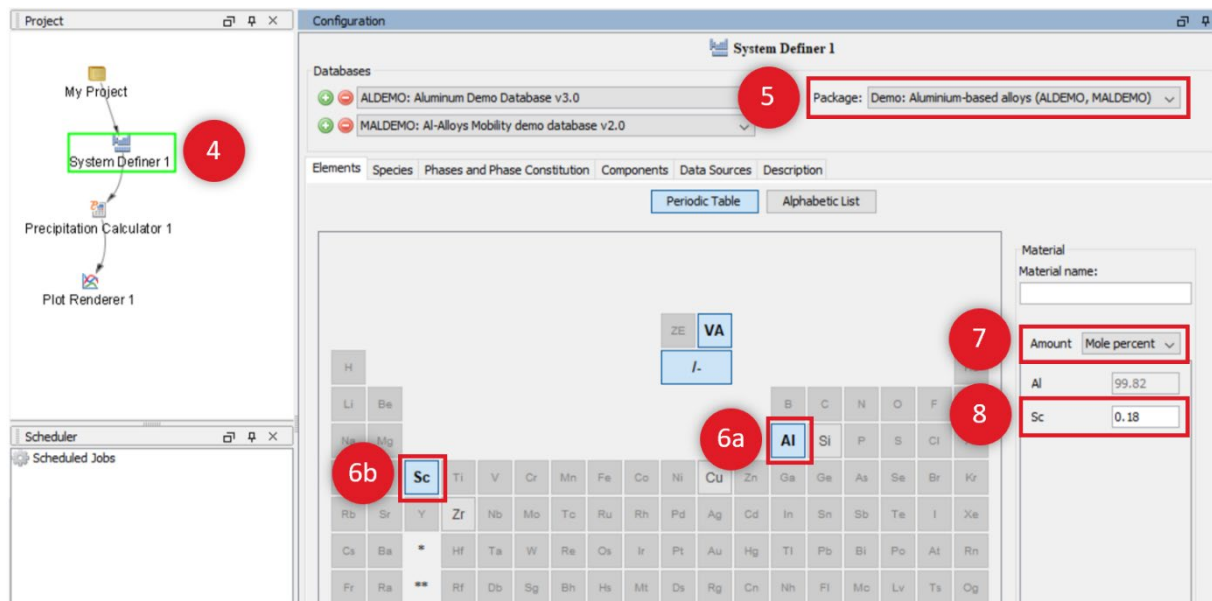 Project
My Project
System Definer 1
4
Precipitation Calculator 1
Plot Renderer 1
Scheduler
Scheduled Jobs
Configuration
System Definer 1
Databases
ALDEMO: Aluminum Demo Database v3.0
5
Package: Demo: Aluminium-based alloys (ALDEMO, MALDEMO)
MALDEMO: Al-Alloys Mobility demo database v2.0
Elements Species Phases and Phase Constitution Components Data Sources Description
Periodic Table Alphabetic List
ZE VA
/-
H
Li Be B C N O F
Na Mg 6a Al Si P S Cl
6b Sc Ti V Cr Mn Fe Co Ni Cu Zn Ga Ge As Se Br Kr
Rb Sr Y Zr Nb Mo Tc Ru Rh Pd Ag Cd In Sn Sb Te I Xe
Cs Ba * Hf Ta W Re Os Ir Pt Au Hg Tl Pb Bi Po At Rn
Fr Ra ** Rf Db Sg Bh Hs Mt Ds Rg Cn Nh Fl Mc Lv Ts Og
Material
Material name:
7
Amount Mole percent
Al 99.82
8
Sc 0.18